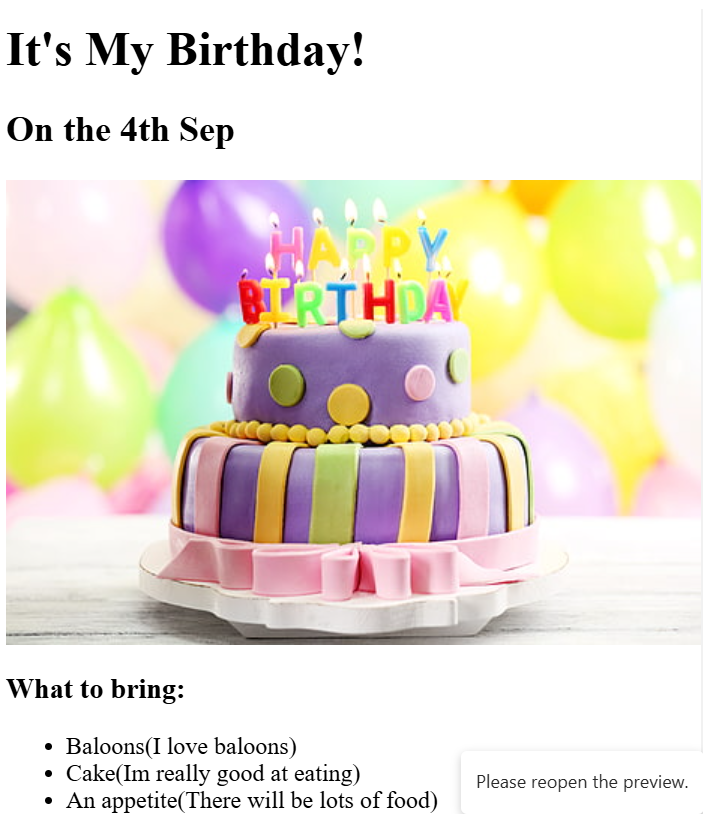 It's My Birthday!
On the 4th Sep
HAPPY
BIRTHDAY
What to bring:
Baloons(I love baloons)
Cake(Im really good at eating)
An appetite(There will be lots of food)
Please reopen the preview.